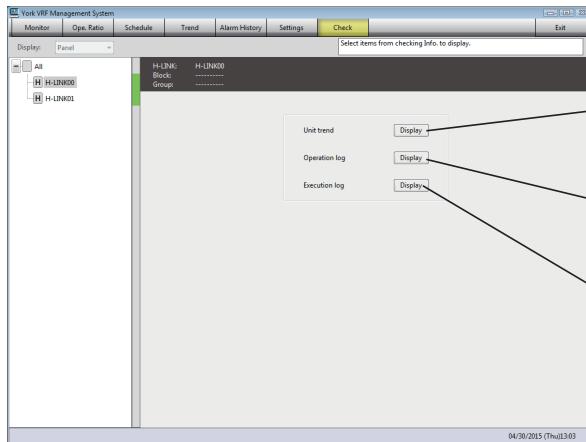 York VRF Management System
Monitor Ope. Ratio Schedule Trend Alarm History Settings Check Exit
Display: Panel Select items from checking Info. to display.
All
H H-LINK00
H H-LINK01
H-LINK: H-LINK00
Block: ----------
Group: ----------
Unit trend Display
Operation log Display
Execution log Display
04/30/2015 (Thu)13:03